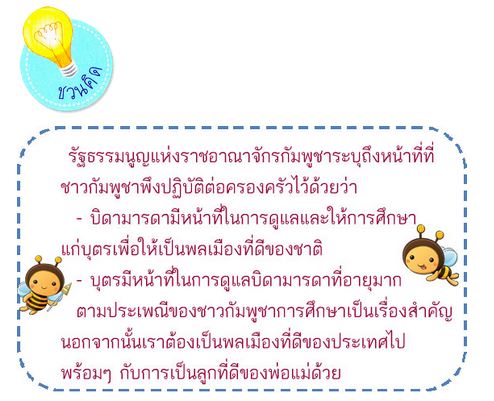 ชวนคิด
รัฐธรรมนูญแห่งราชอาณาจักรกัมพูชาระบุถึงหน้าที่ที่
ชาวกัมพูชาพึงปฏิบัติต่อครองครัวไว้ด้วยว่า
- บิดามารดามีหน้าที่ในการดูแลและให้การศึกษา
แก่บุตรเพื่อให้เป็นพลเมืองที่ดีของชาติ
- บุตรมีหน้าที่ในการดูแลบิดามารดาที่อายุมาก
ตามประเพณีของชาวกัมพูชาการศึกษาเป็นเรื่องสำคัญ
นอกจากนั้นเราต้องเป็นพลเมืองที่ดีของประเทศไป
พร้อมๆ กับการเป็นลูกที่ดีของพ่อแม่ด้วย